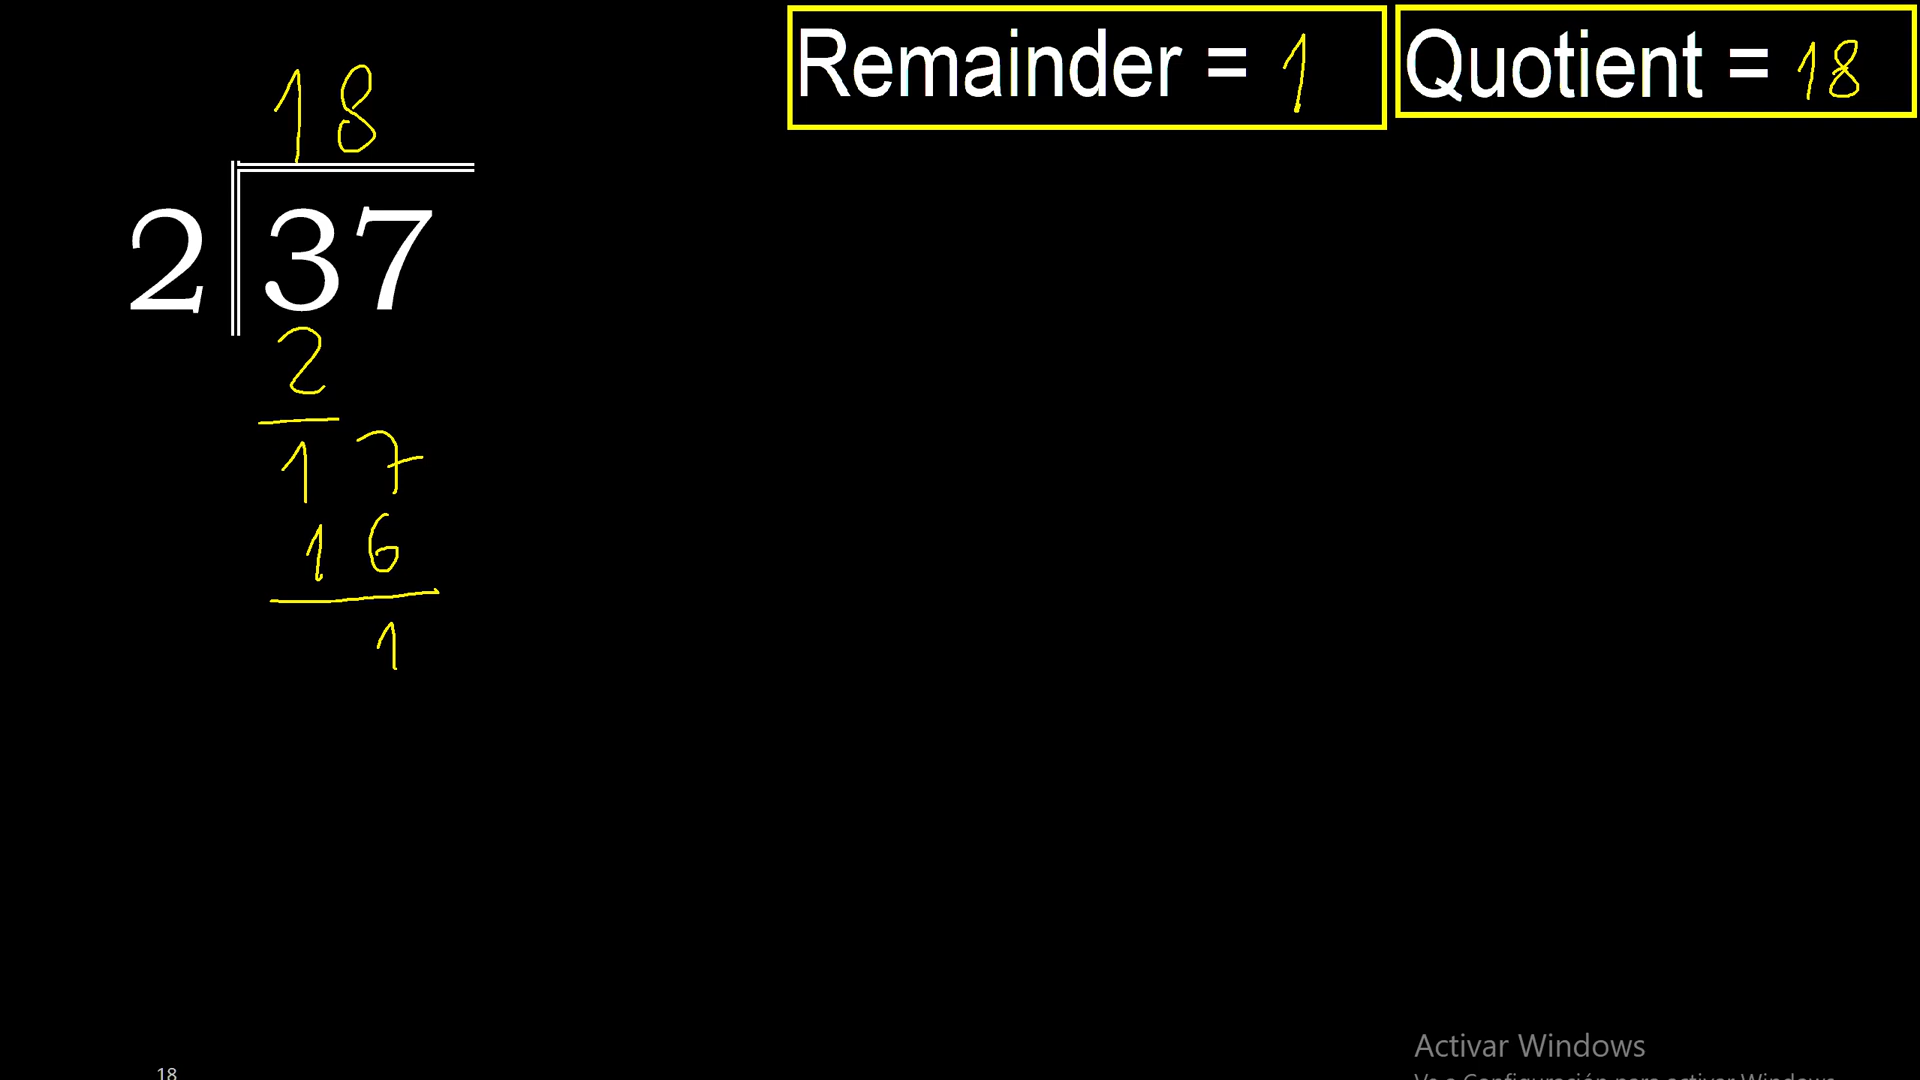 Remainder = 1
Quotient = 18
18
2 37
2
17
16
1
Activar Windows
18